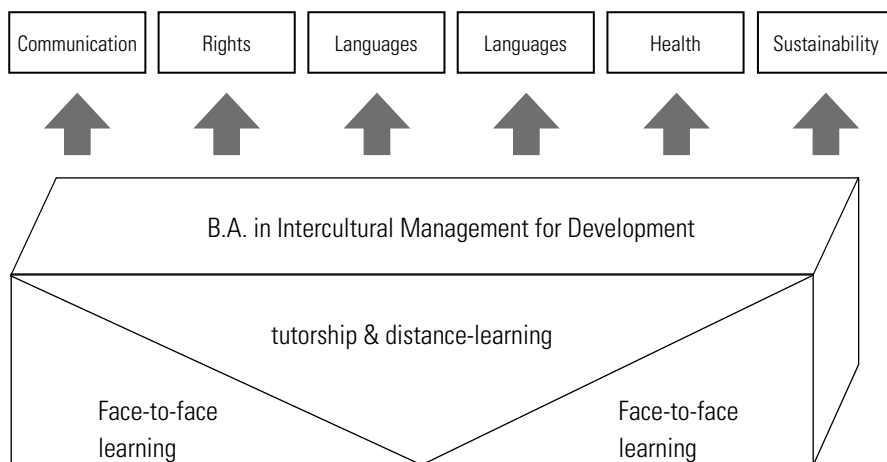 Communication
Rights
Languages
Languages
Health
Sustainability
B.A. in Intercultural Management for Development
tutorship & distance-learning
Face-to-face
learning
Face-to-face
learning